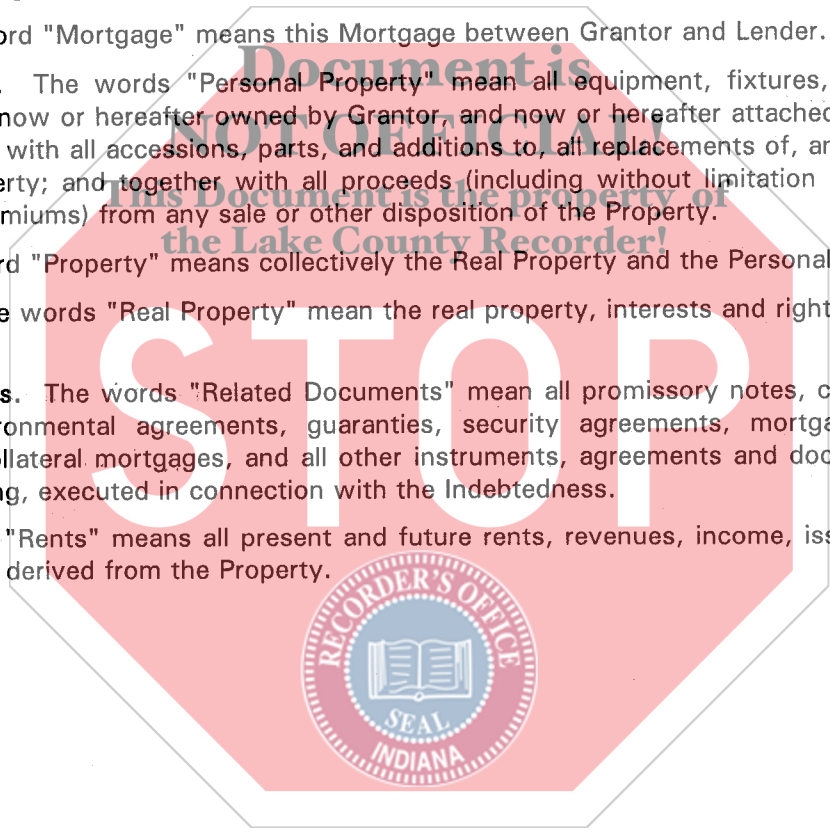 ord "Mortgage" means this Mortgage between Grantor and Lender.
Document is
. The words "Personal Property" mean all equipment, fixtures,
now or hereafter owned by Grantor, and now or hereafter attached
NOT OFFICIAL!
with all accessions, parts, and additions to, all replacements of, an
erty; and together with all proceeds (including without limitation
This Document is the property of
miums) from any sale or other disposition of the Property.
the Lake County Recorder!
rd "Property" means collectively the Real Property and the Personal
e words "Real Property" mean the real property, interests and right
STOP
s. The words "Related Documents" mean all promissory notes, c
ronmental agreements, guaranties, security agreements, mortga
llateral mortgages, and all other instruments, agreements and doc
ng, executed in connection with the Indebtedness.
"Rents" means all present and future rents, revenues, income, iss
derived from the Property.
RECORDER'S OFFICE
SEAL
INDIANA